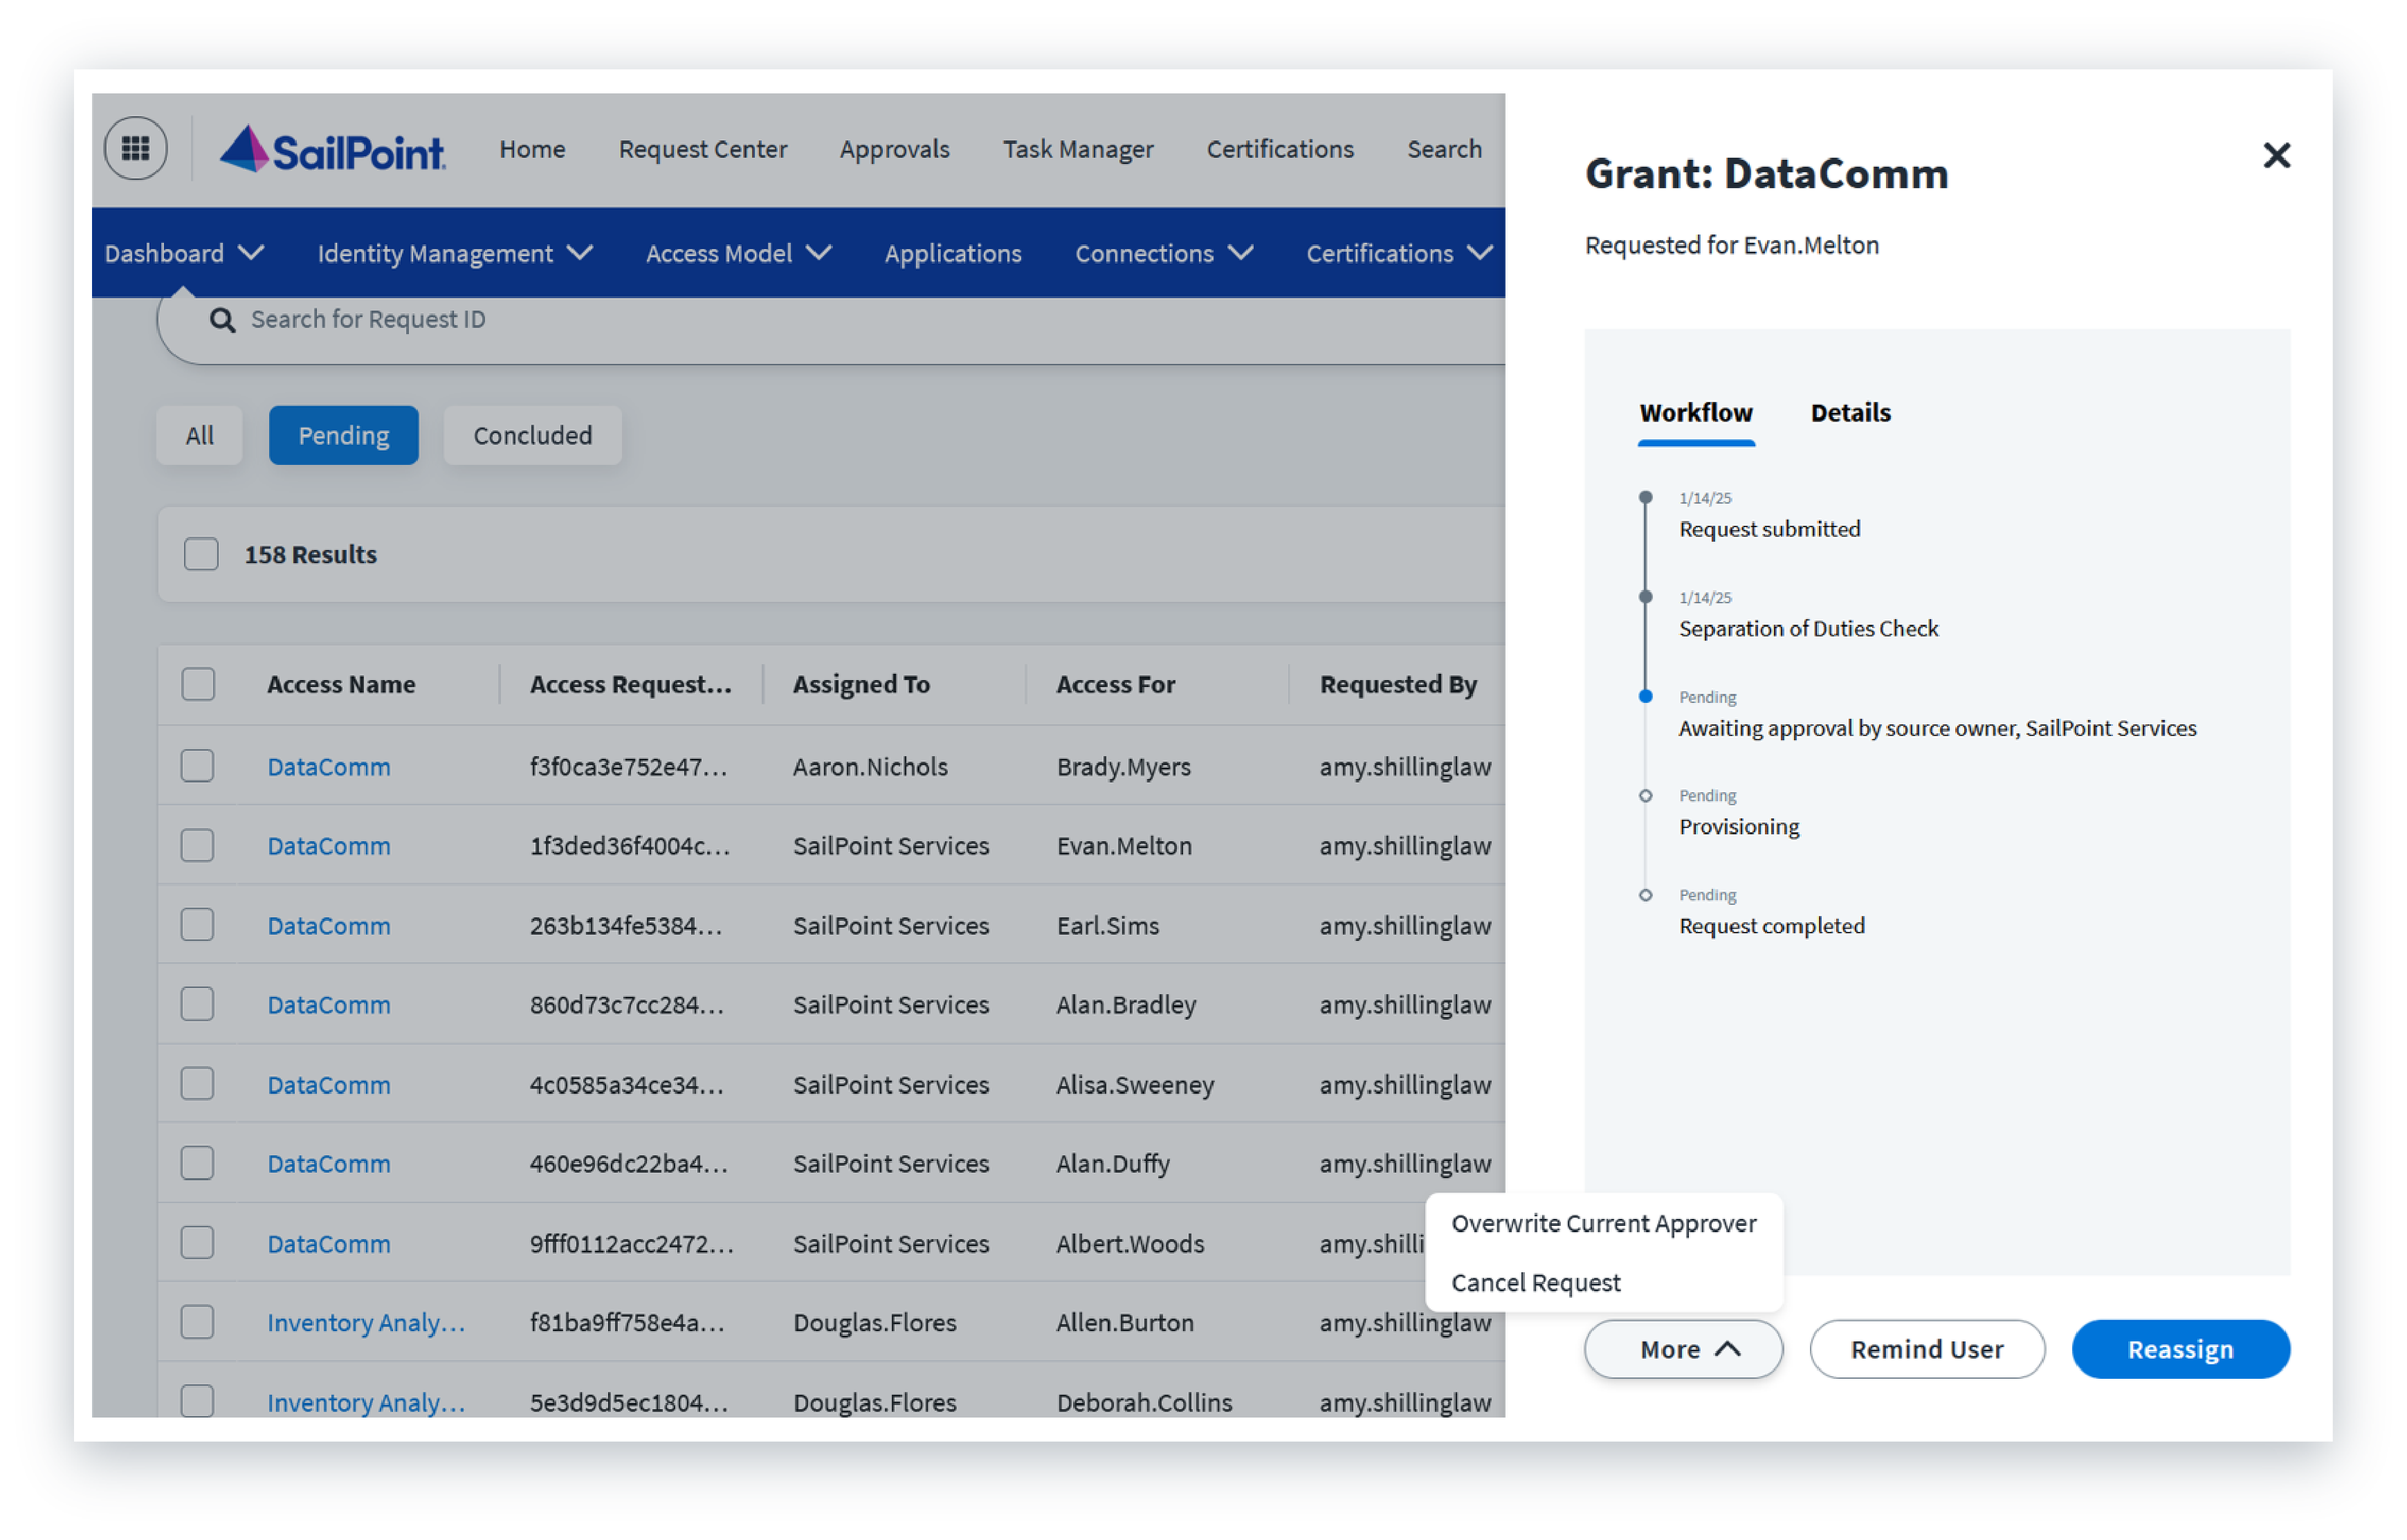 SailPoint.
Home Request Center Approvals Task Manager Certifications Search
Dashboard Identity Management Access Model Applications Connections Certifications
Search for Request ID
All Pending Concluded
158 Results
Access Name Access Request... Assigned To Access For Requested By
DataComm f3f0ca3e752e47... Aaron.Nichols Brady.Myers amy.shillinglaw
DataComm 1f3ded36f4004c... SailPoint Services Evan.Melton amy.shillinglaw
DataComm 263b134fe5384... SailPoint Services Earl.Sims amy.shillinglaw
DataComm 860d73c7cc284... SailPoint Services Alan.Bradley amy.shillinglaw
DataComm 4c0585a34ce34... SailPoint Services Alisa.Sweeney amy.shillinglaw
DataComm 460e96dc22ba4... SailPoint Services Alan.Duffy amy.shillinglaw
DataComm 9fff0112acc2472... SailPoint Services Albert.Woods amy.shilli
Inventory Analy... f81ba9ff758e4a... Douglas.Flores Allen.Burton amy.shillinglaw
Inventory Analy... 5e3d9d5ec1804... Douglas.Flores Deborah.Collins amy.shillinglaw
Grant: DataComm
Requested for Evan.Melton
Workflow Details
1/14/25
Request submitted
1/14/25
Separation of Duties Check
Pending
Awaiting approval by source owner, SailPoint Services
Pending
Provisioning
Pending
Request completed
Overwrite Current Approver
Cancel Request
More Remind User Reassign